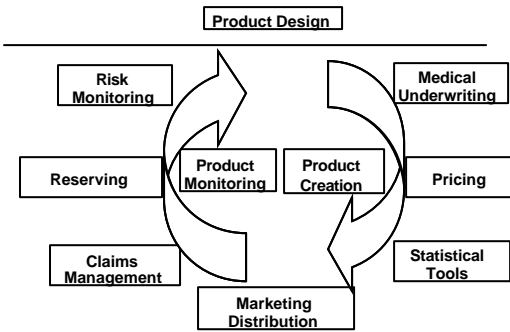 Product Design
Risk
Monitoring
Medical
Underwriting
Reserving
Product
Monitoring
Product
Creation
Pricing
Claims
Management
Statistical
Tools
Marketing
Distribution